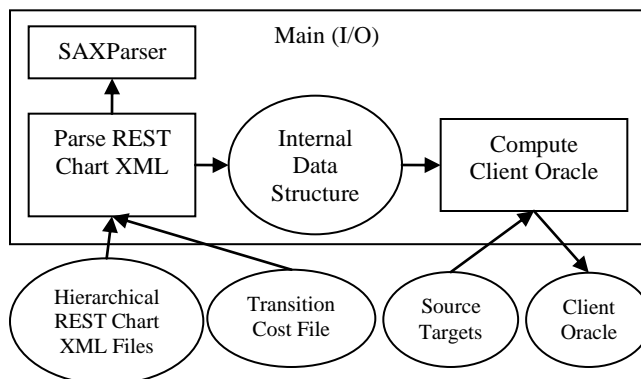 Main (I/O)
SAXParser
Parse REST
Chart XML
Internal
Data
Structure
Compute
Client Oracle
Hierarchical
REST Chart
XML Files
Transition
Cost File
Source
Targets
Client
Oracle